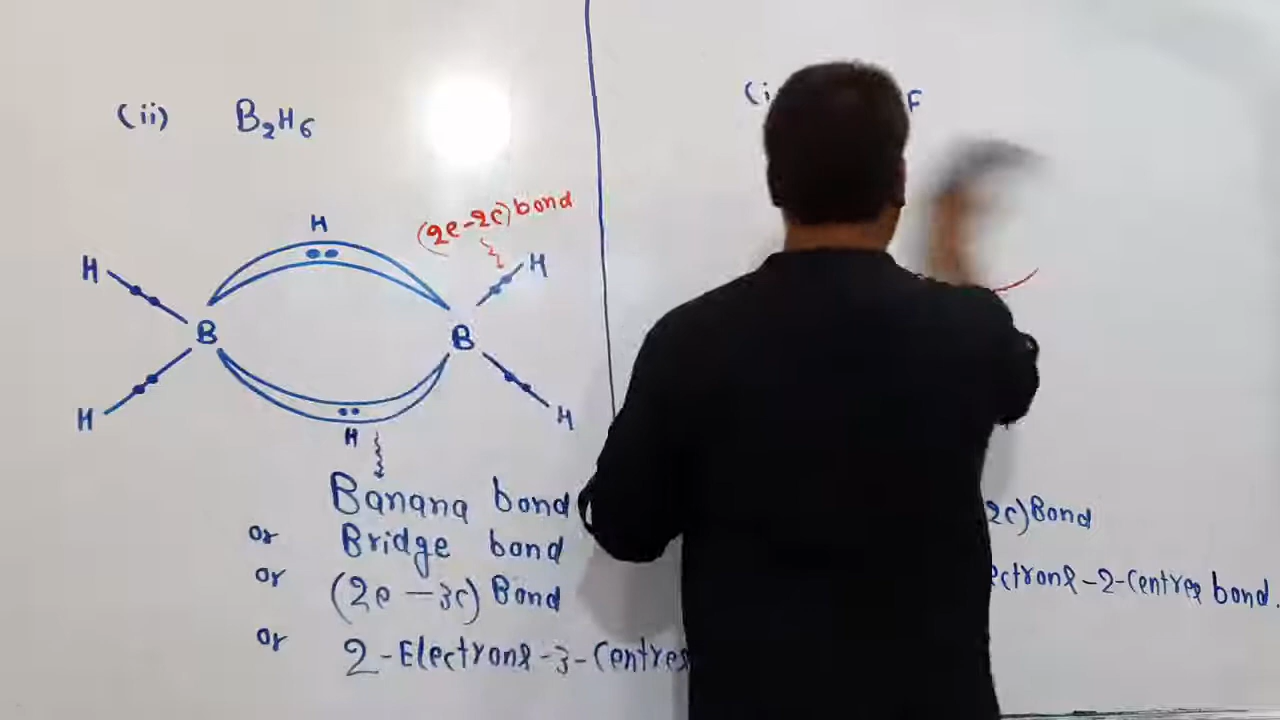 (ii) B₂H₆
H
(2e-2c) bond
H
H
B
B
H
H
H
Banana bond
or Bridge bond
or (2e – 3c) Bond
or 2-Electrons-3-Centres
(i
F
2c) Bond
ectrons-2-Centres bond.